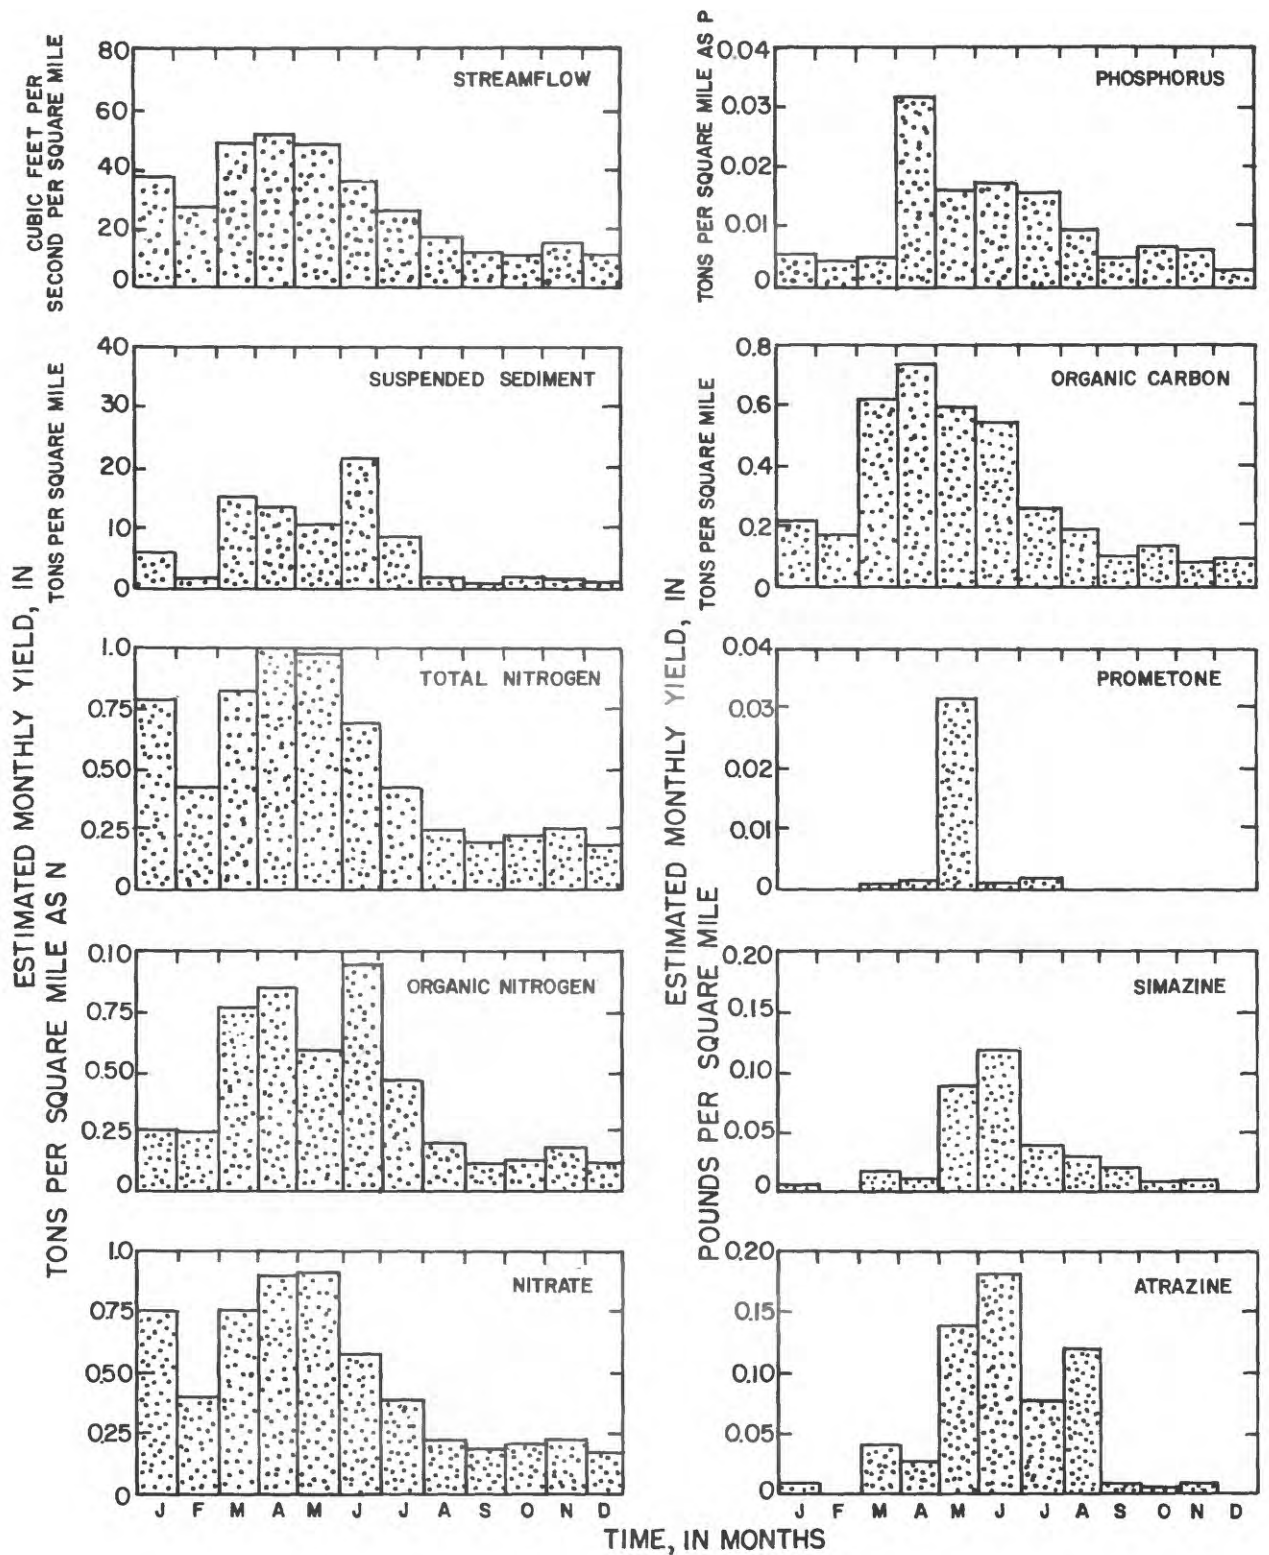 ESTIMATED MONTHLY YIELD, IN
CUBIC FEET PER
SECOND PER SQUARE MILE
80
60
40
20
0
STREAMFLOW
TONS PER SQUARE MILE
40
30
20
10
0
SUSPENDED SEDIMENT
TONS PER SQUARE MILE AS N
1.0
0.75
0.50
0.25
0
TOTAL NITROGEN
0.10
0.75
0.50
0.25
0
ORGANIC NITROGEN
1.0
0.75
0.50
0.25
0
NITRATE
J F M A M J J A S O N D
ESTIMATED MONTHLY YIELD, IN
TONS PER SQUARE MILE AS P
0.04
0.03
0.02
0.01
0
PHOSPHORUS
TONS PER SQUARE MILE
0.8
0.6
0.4
0.2
0
ORGANIC CARBON
POUNDS PER SQUARE MILE
0.04
0.03
0.02
0.01
0
PROMETONE
0.20
0.15
0.10
0.05
0
SIMAZINE
0.20
0.15
0.10
0.05
0
ATRAZINE
J F M A M J J A S O N D
TIME, IN MONTHS